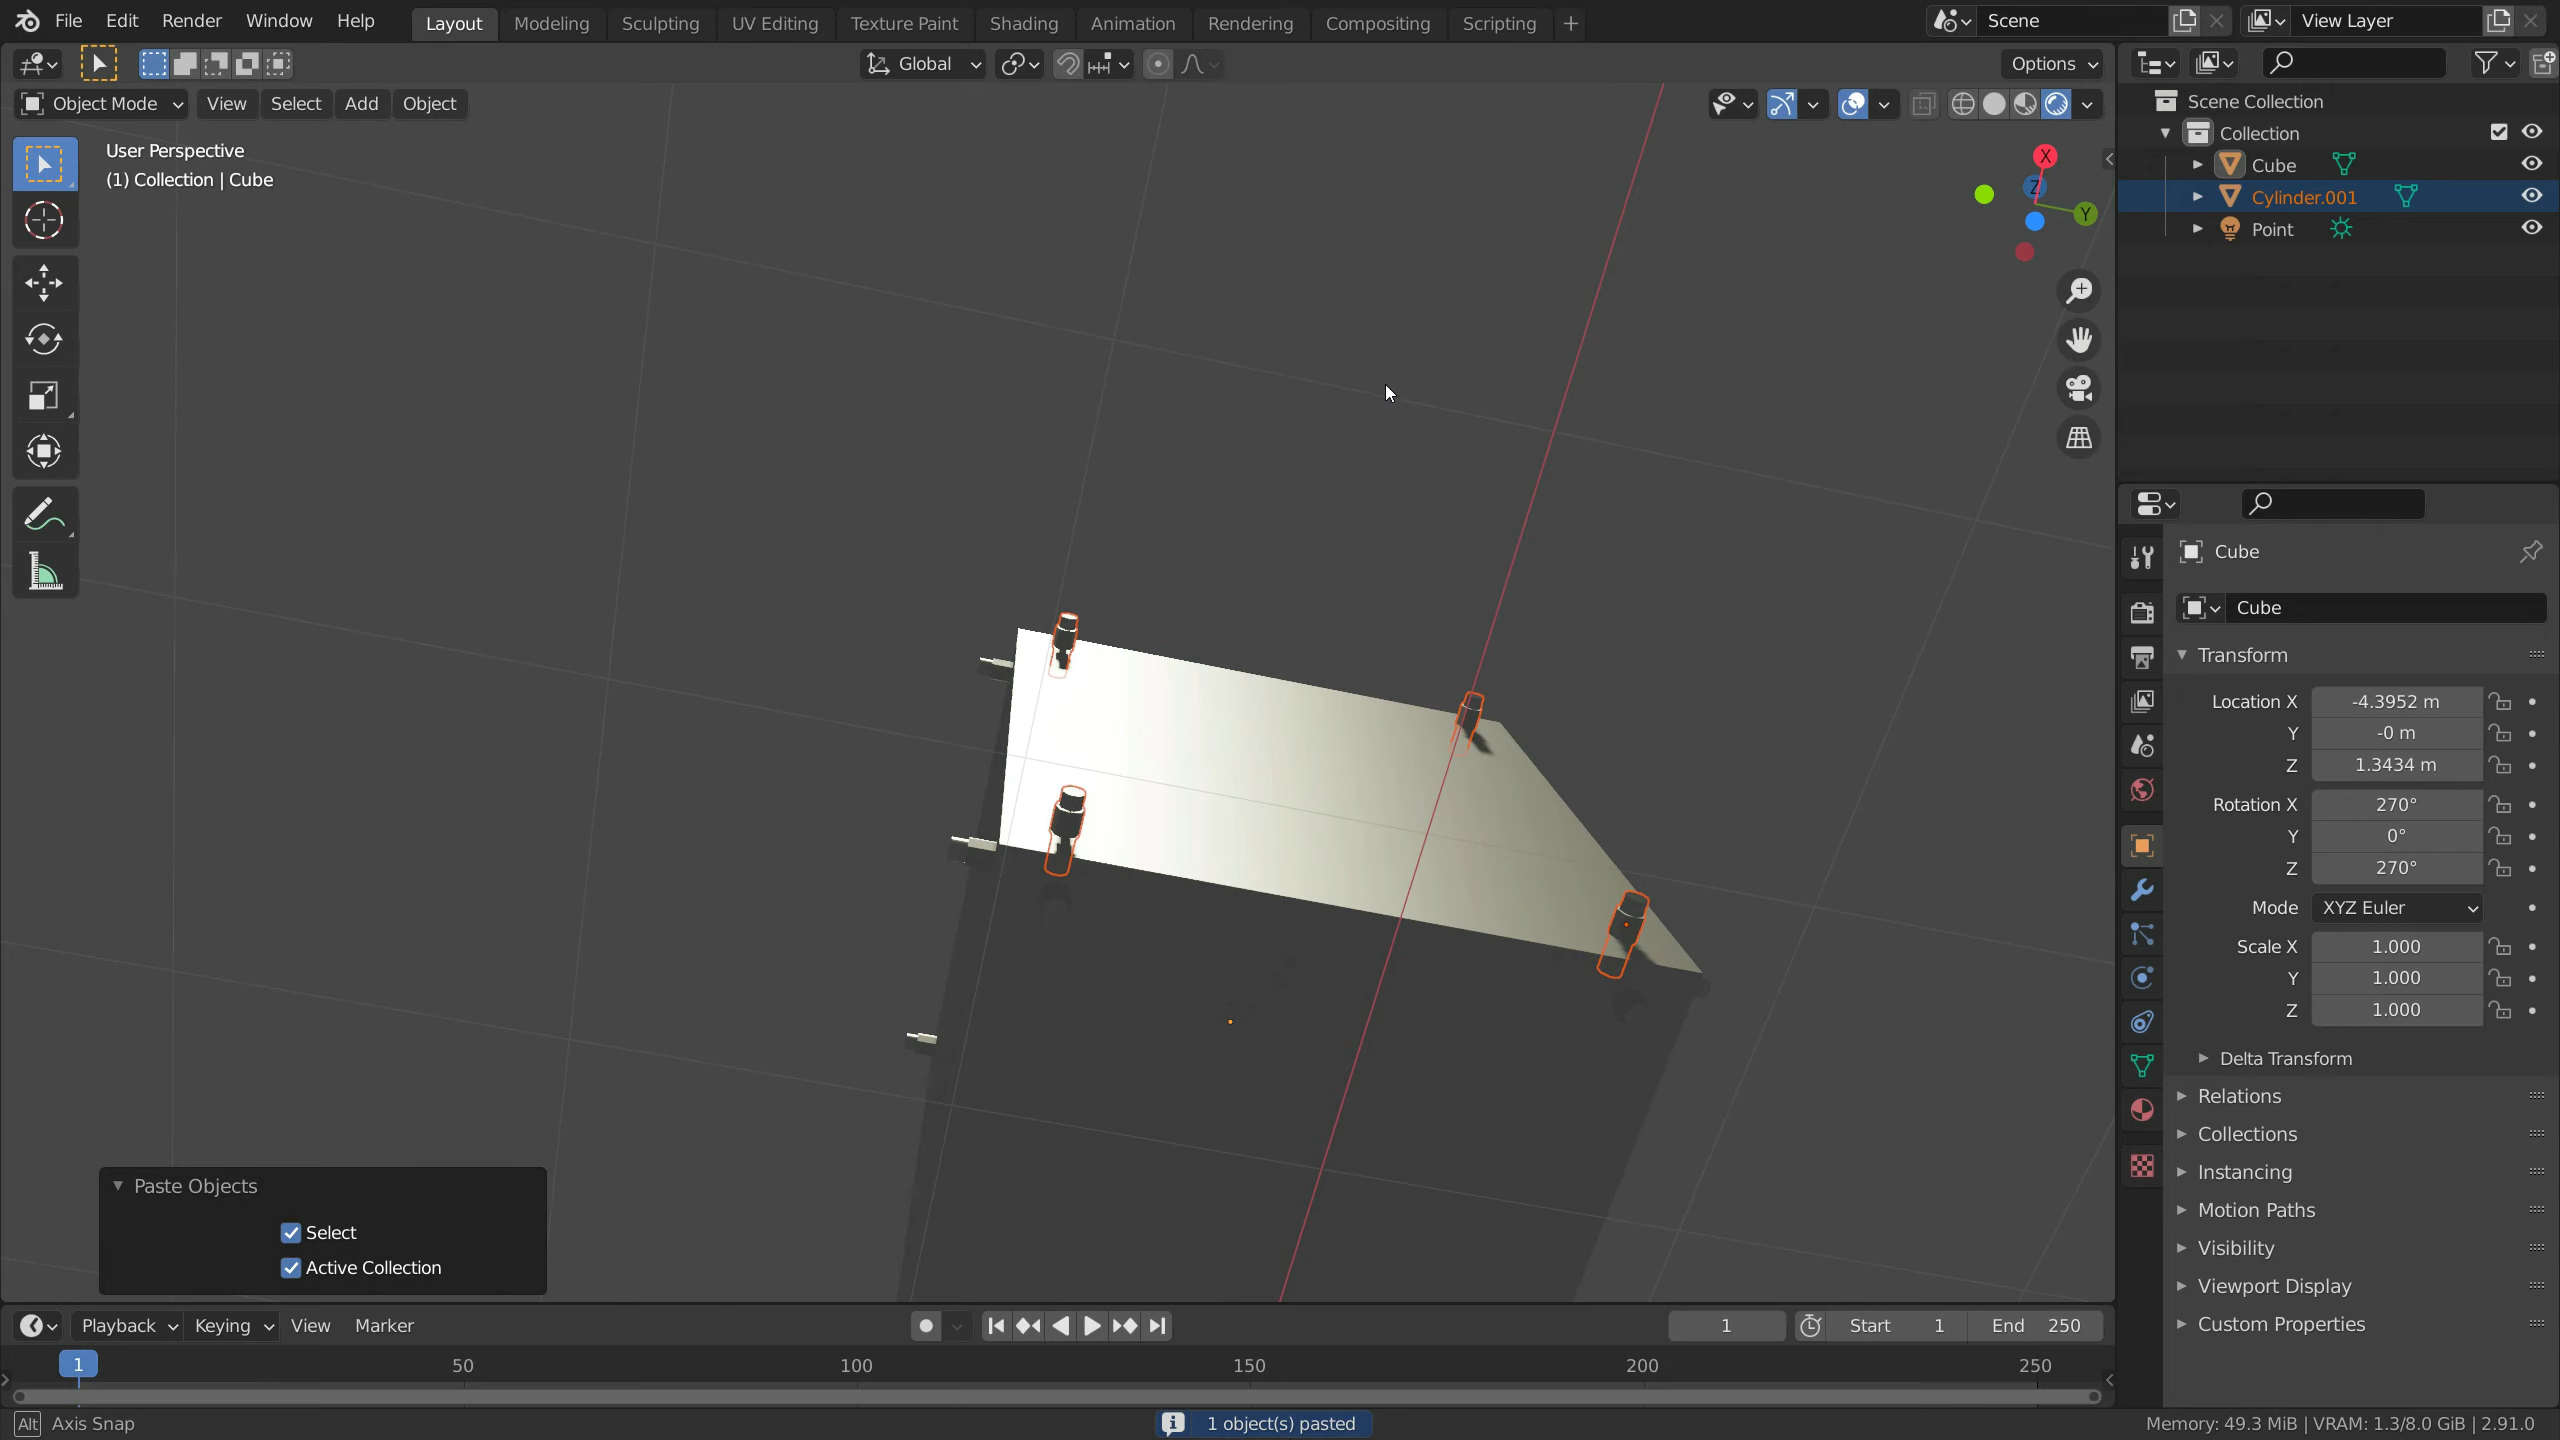 File Edit Render Window Help Layout Modeling Sculpting UV Editing Texture Paint Shading Animation Rendering Compositing Scripting + Scene View Layer
Global Options
Object Mode View Select Add Object
User Perspective
(1) Collection | Cube
X
Z
Y
Scene Collection
Collection
Cube
Cylinder.001
Point
Cube
Cube
Transform
Location X -4.3952 m
Y -0 m
Z 1.3434 m
Rotation X 270°
Y 0°
Z 270°
Mode XYZ Euler
Scale X 1.000
Y 1.000
Z 1.000
Delta Transform
Relations
Collections
Instancing
Motion Paths
Visibility
Viewport Display
Custom Properties
Paste Objects
Select
Active Collection
Playback Keying View Marker 1 Start 1 End 250
1 50 100 150 200 250
Alt Axis Snap 1 object(s) pasted Memory: 49.3 MiB | VRAM: 1.3/8.0 GiB | 2.91.0